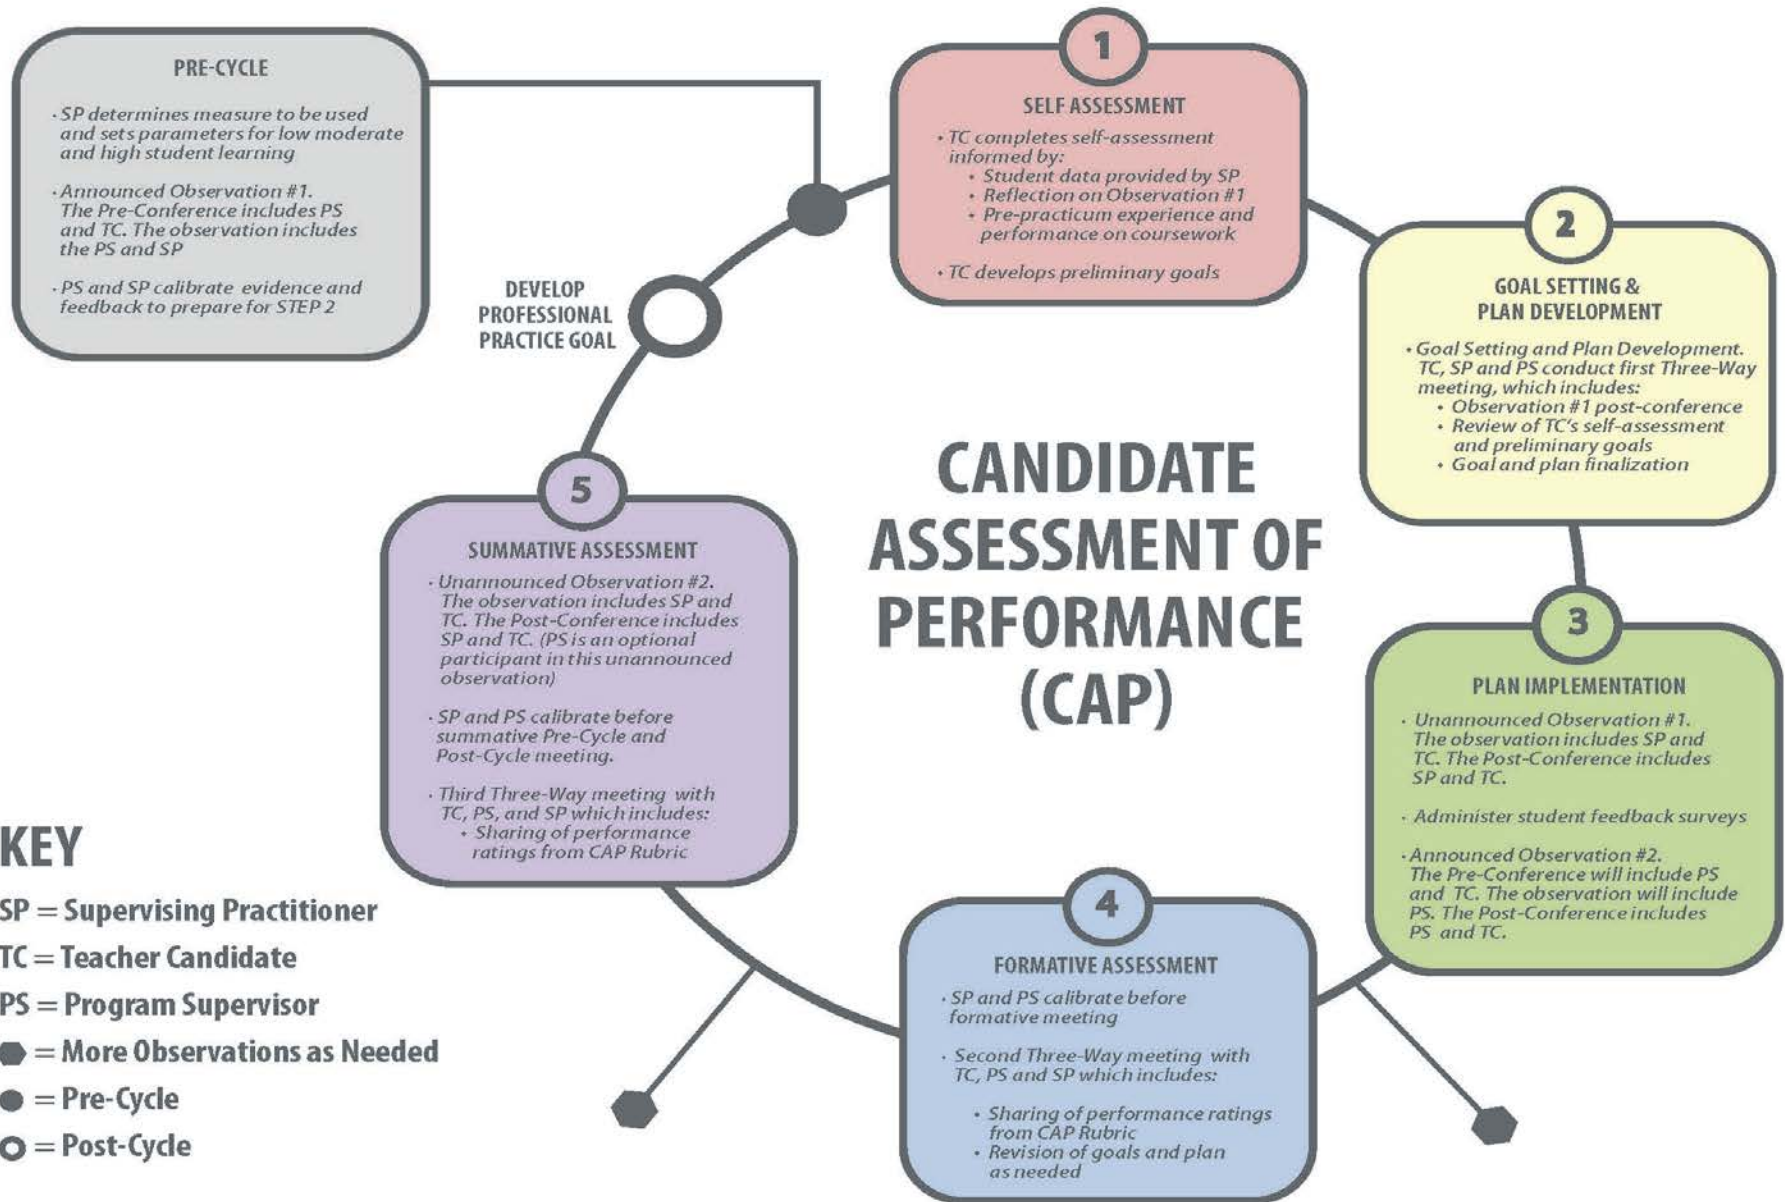 PRE-CYCLE
· SP determines measure to be used
and sets parameters for low moderate
and high student learning
· Announced Observation #1.
The Pre-Conference includes PS
and TC. The observation includes
the PS and SP
· PS and SP calibrate evidence and
feedback to prepare for STEP 2
1
SELF ASSESSMENT
• TC completes self-assessment
informed by:
• Student data provided by SP
• Reflection on Observation #1
• Pre-practicum experience and
performance on coursework
• TC develops preliminary goals
2
GOAL SETTING &
PLAN DEVELOPMENT
• Goal Setting and Plan Development.
TC, SP and PS conduct first Three-Way
meeting, which includes:
• Observation #1 post-conference
• Review of TC's self-assessment
and preliminary goals
• Goal and plan finalization
DEVELOP
PROFESSIONAL
PRACTICE GOAL
CANDIDATE
ASSESSMENT OF
PERFORMANCE
(CAP)
3
PLAN IMPLEMENTATION
· Unannounced Observation #1.
The observation includes SP and
TC. The Post-Conference includes
SP and TC.
· Administer student feedback surveys
· Announced Observation #2.
The Pre-Conference will include PS
and TC. The observation will include
PS. The Post-Conference includes
PS and TC.
4
FORMATIVE ASSESSMENT
· SP and PS calibrate before
formative meeting
· Second Three-Way meeting with
TC, PS and SP which includes:
• Sharing of performance ratings
from CAP Rubric
• Revision of goals and plan
as needed
5
SUMMATIVE ASSESSMENT
· Unannounced Observation #2.
The observation includes SP and
TC. The Post-Conference includes
SP and TC. (PS is an optional
participant in this unannounced
observation)
· SP and PS calibrate before
summative Pre-Cycle and
Post-Cycle meeting.
· Third Three-Way meeting with
TC, PS, and SP which includes:
• Sharing of performance
ratings from CAP Rubric
KEY
SP = Supervising Practitioner
TC = Teacher Candidate
PS = Program Supervisor
= More Observations as Needed
= Pre-Cycle
= Post-Cycle